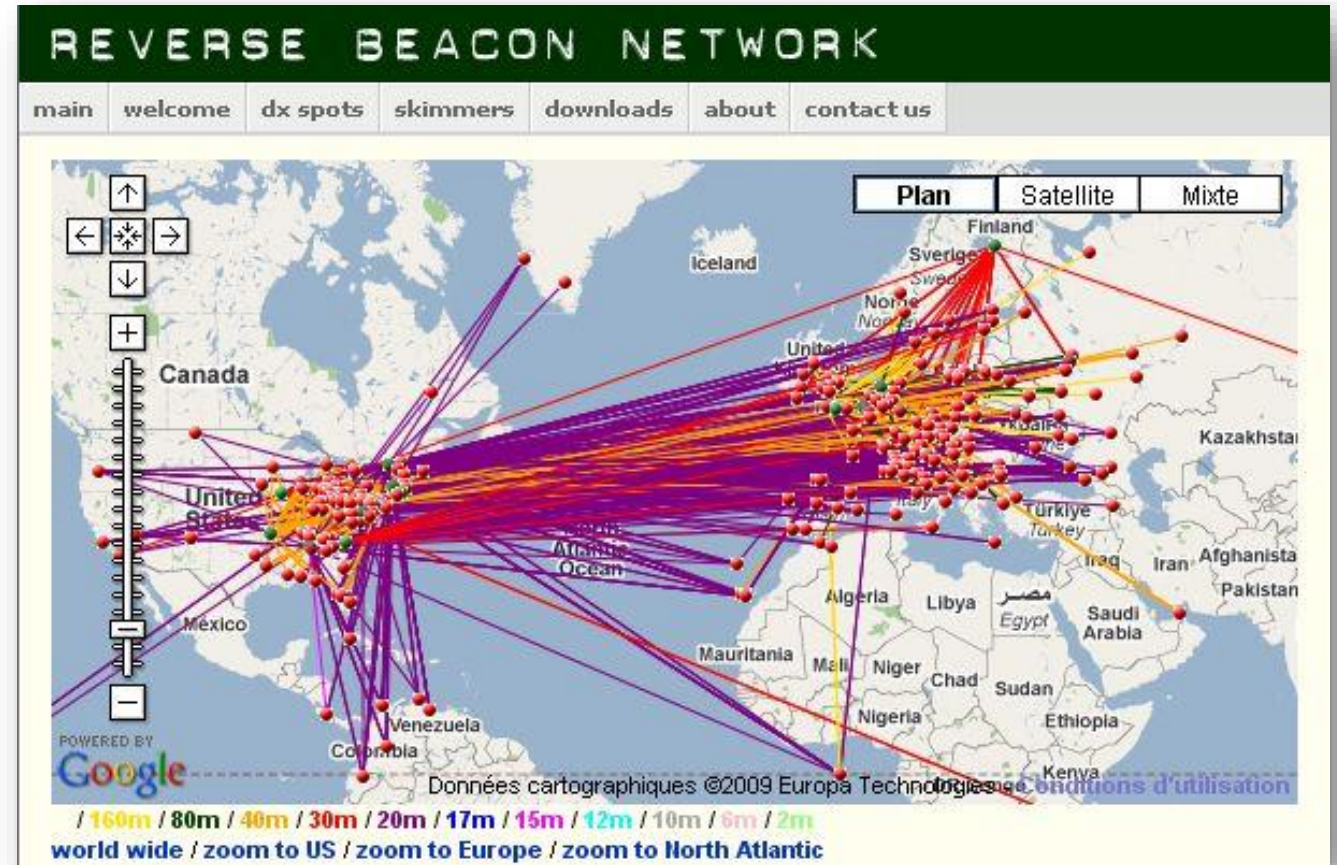 REVERSE BEACON NETWORK
main welcome dx spots skimmers downloads about contact us
Plan Satellite Mixte
Finland
Sverige
Iceland
Norge
Norway
United
Canada
Kazakhstan
United
States
Italy
Türkiye
Turkey
North
Atlantic
Ocean
Iraq
Iran
Afghanista
Pakistan
Algeria
Libya
مصر
Egypt
Saudi
Arabia
México
Mauritania
Mali
Niger
Chad
Sudan
Nigeria
Ethiopia
Venezuela
Colombia
Kenya
POWERED BY
Google
Données cartographiques ©2009 Europa Technologies - Conditions d'utilisation
/ 160m / 80m / 40m / 30m / 20m / 17m / 15m / 12m / 10m / 6m / 2m
world wide / zoom to US / zoom to Europe / zoom to North Atlantic